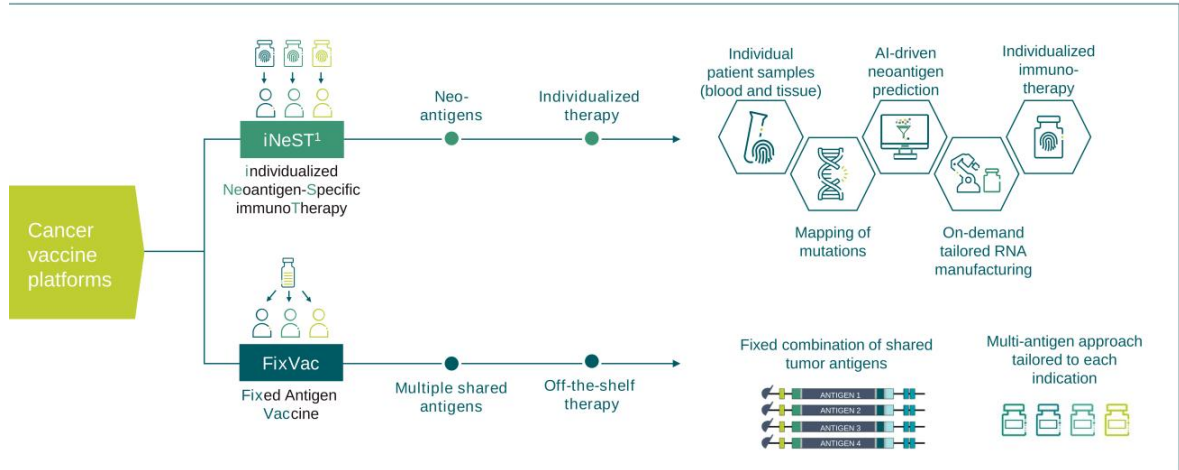 Cancer
vaccine
platforms
iNeST¹
individualized
Neoantigen-Specific
immunoTherapy
Neo-
antigens
Individualized
therapy
Individual
patient samples
(blood and tissue)
AI-driven
neoantigen
prediction
Individualized
immuno-
therapy
Mapping of
mutations
On-demand
tailored RNA
manufacturing
FixVac
Fixed Antigen
Vaccine
Multiple shared
antigens
Off-the-shelf
therapy
Fixed combination of shared
tumor antigens
ANTIGEN 1
ANTIGEN 2
ANTIGEN 3
ANTIGEN 4
Multi-antigen approach
tailored to each
indication